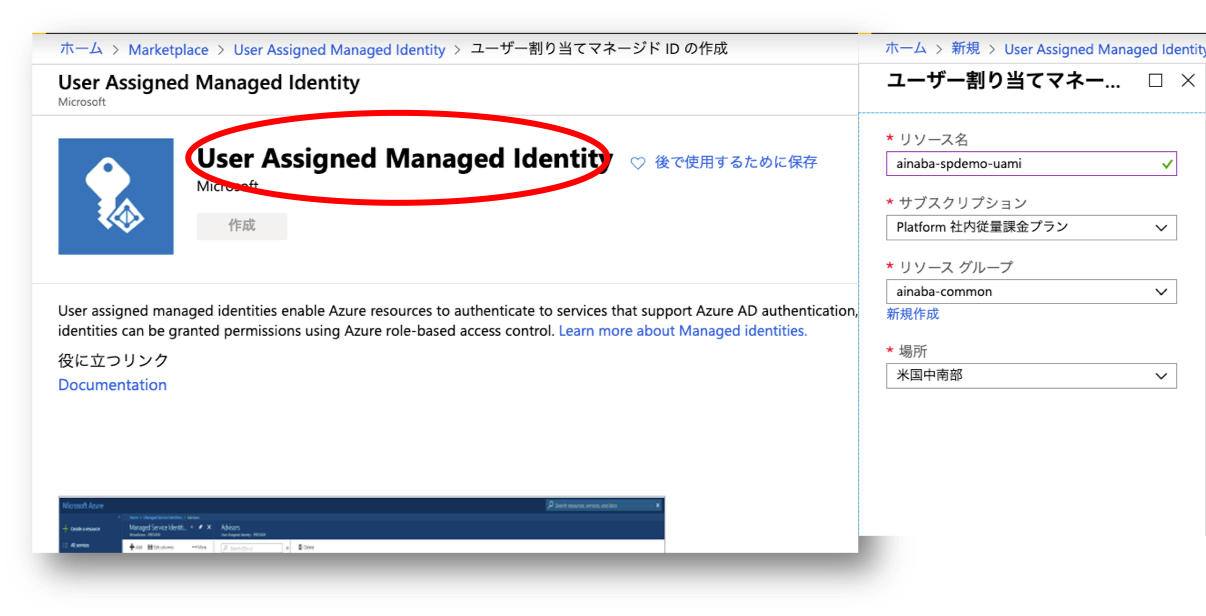 ホーム > Marketplace > User Assigned Managed Identity > ユーザー割り当てマネージド ID の作成
User Assigned Managed Identity
Microsoft
User Assigned Managed Identity
♡ 後で使用するために保存
Microsoft
作成
User assigned managed identities enable Azure resources to authenticate to services that support Azure AD authentication,
identities can be granted permissions using Azure role-based access control. Learn more about Managed identities.
役に立つリンク
Documentation
Microsoft Azure
Search resources, services, and docs
Create a resource
All services
Home > Managed Service Identities > Advisors
Managed Service Identiti...
Advisors
Add
Edit columns
More
Delete
ホーム > 新規 > User Assigned Managed Identity
ユーザー割り当てマネー...
* リソース名
ainaba-spdemo-uami
* サブスクリプション
Platform 社内従量課金プラン
* リソース グループ
ainaba-common
新規作成
* 場所
米国中南部